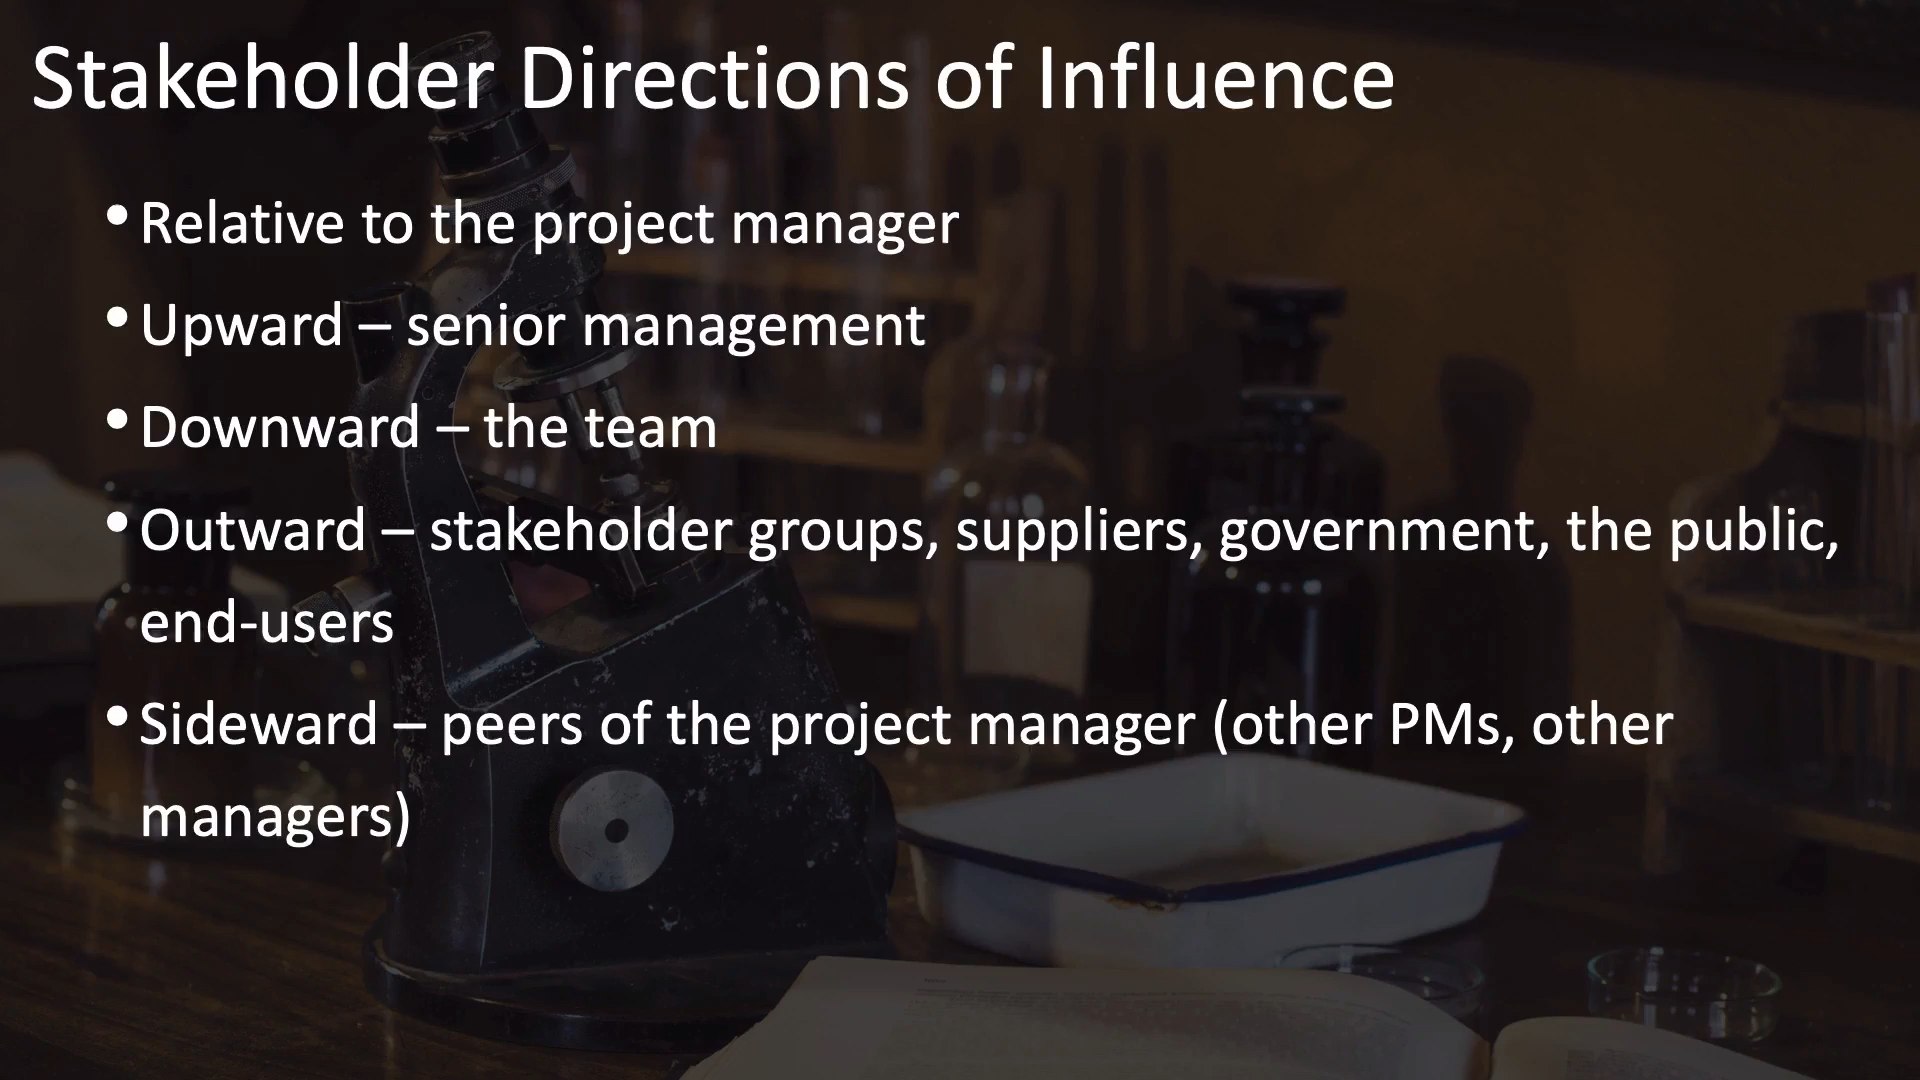 Stakeholder Directions of Influence
• Relative to the project manager
• Upward – senior management
• Downward – the team
• Outward – stakeholder groups, suppliers, government, the public,
end-users
• Sideward – peers of the project manager (other PMs, other
managers)